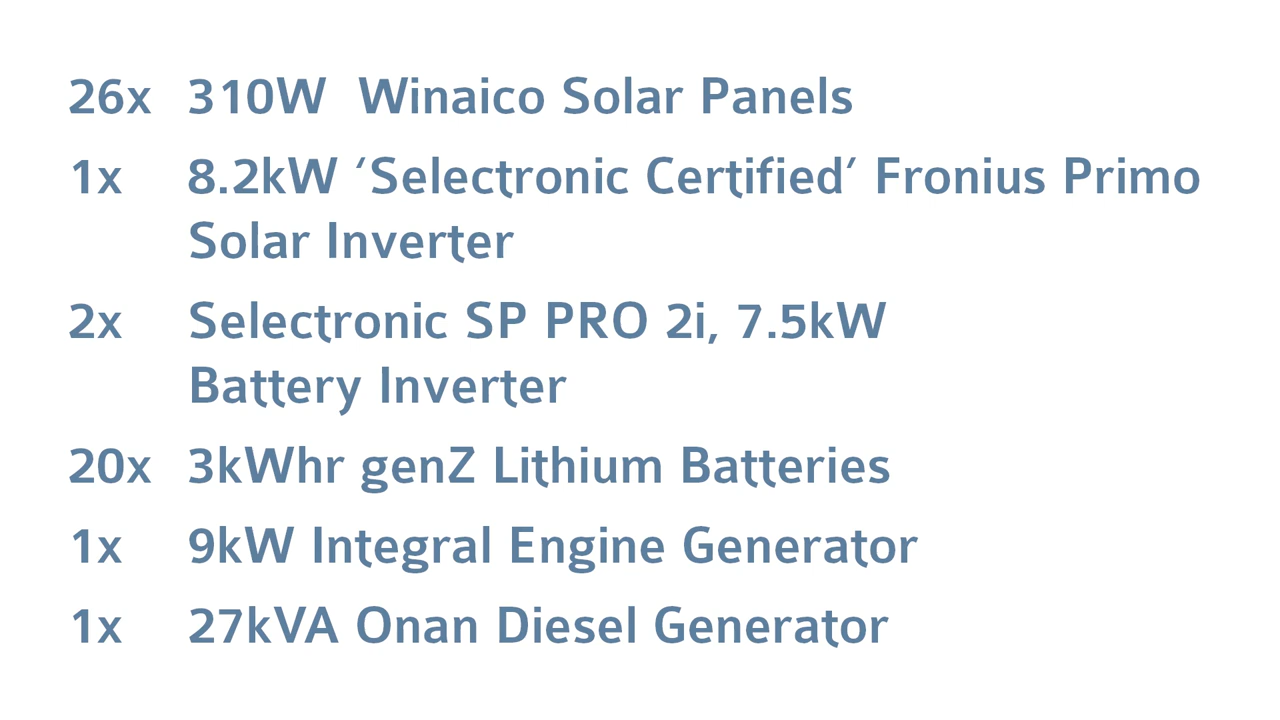 26x 310W Winaico Solar Panels
1x 8.2kW ‘Selectronic Certified’ Fronius Primo
Solar Inverter
2x Selectronic SP PRO 2i, 7.5kW
Battery Inverter
20x 3kWhr genZ Lithium Batteries
1x 9kW Integral Engine Generator
1x 27kVA Onan Diesel Generator